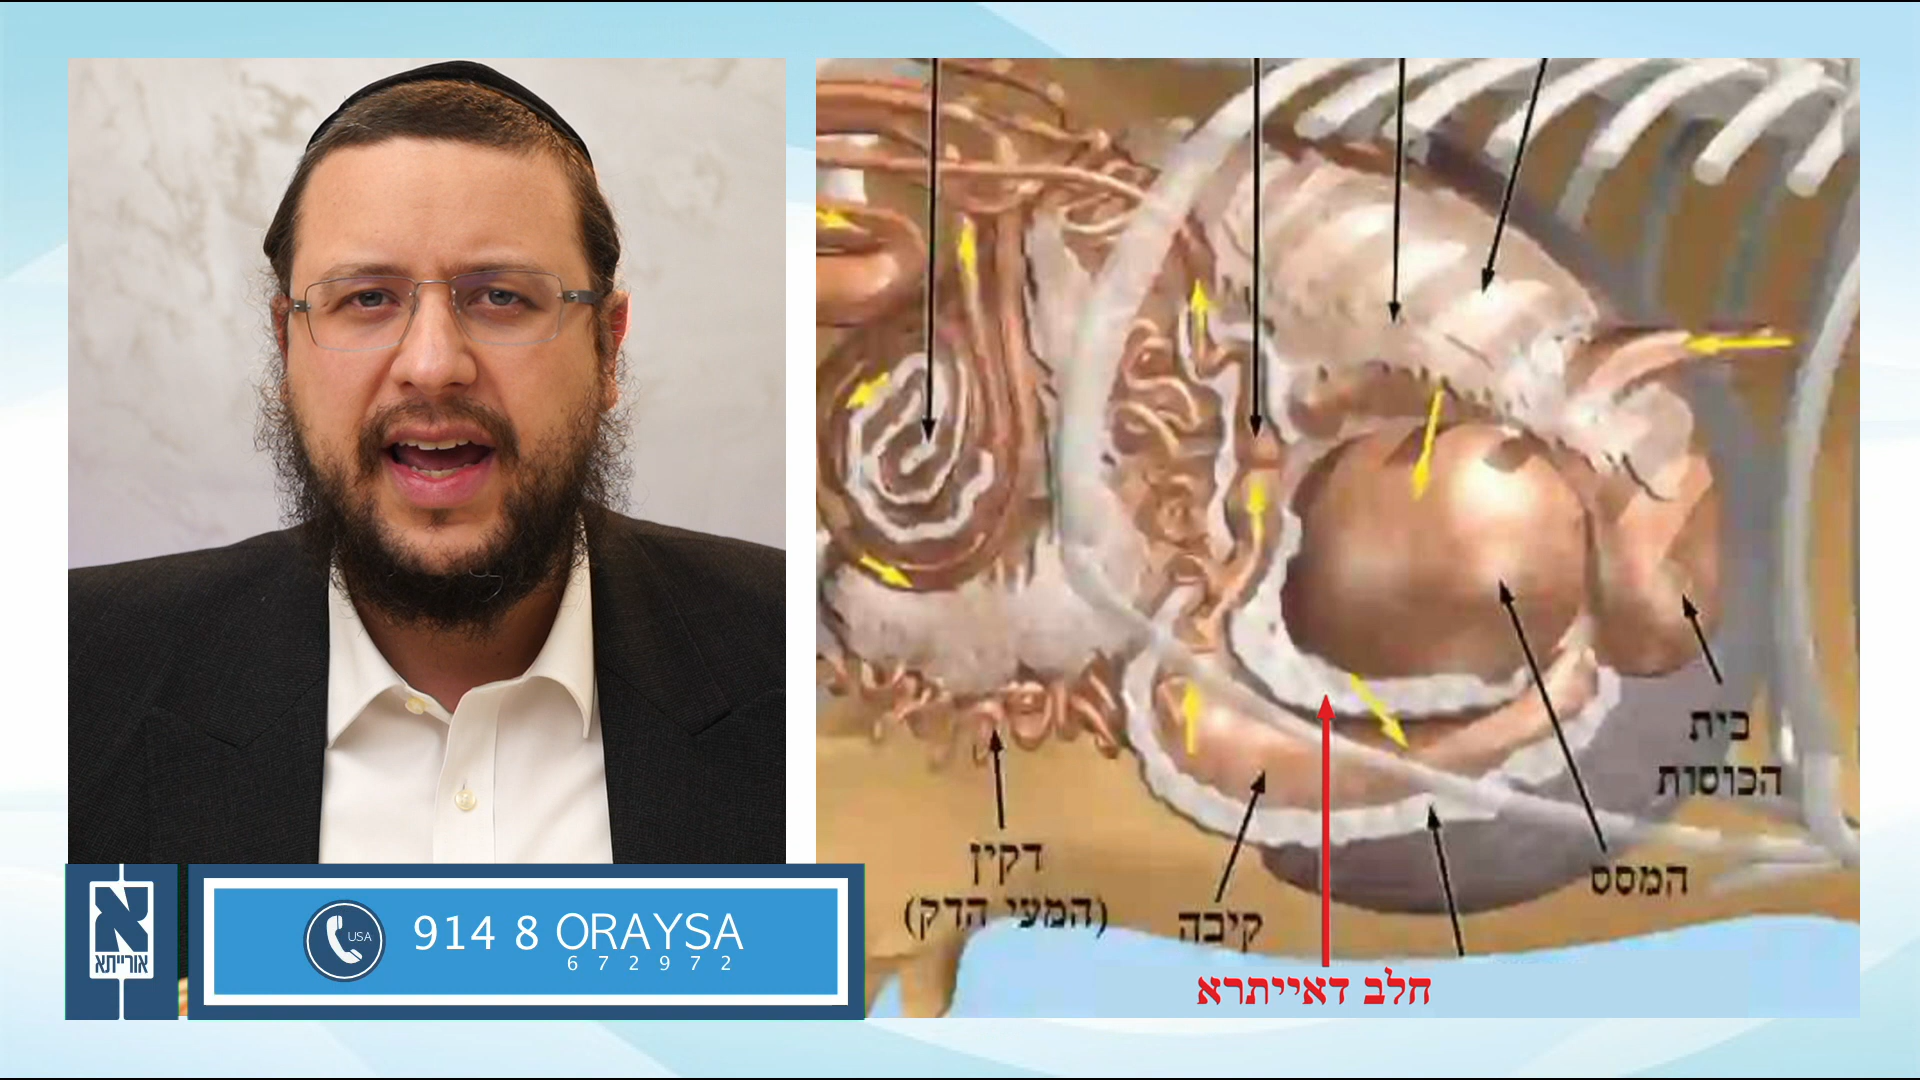 בית
הכוסות
המסס
דקין
(המעי הדק)
קיבה
חלב דאייתרא
אורייתא
USA
914 8 ORAYSA
6 7 2 9 7 2